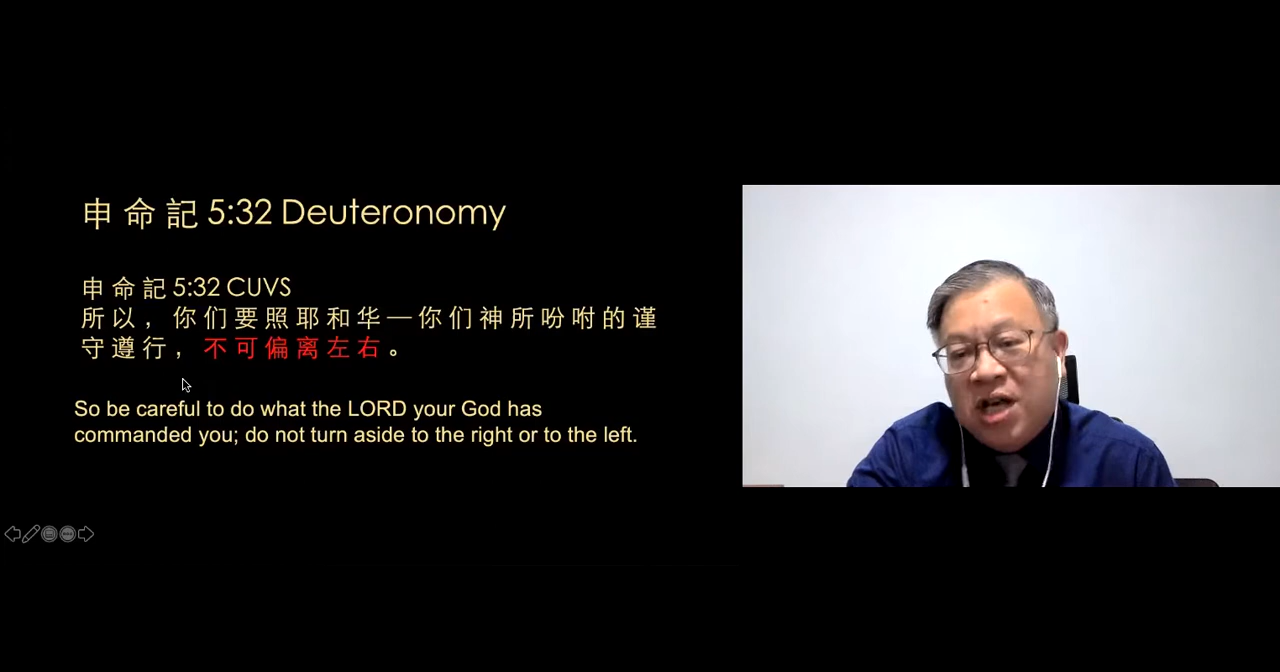 申命記 5:32 Deuteronomy
申命記 5:32 CUVS
所以，你们要照耶和华—你们神所吩咐的谨
守遵行，不可偏离左右。
So be careful to do what the LORD your God has
commanded you; do not turn aside to the right or to the left.